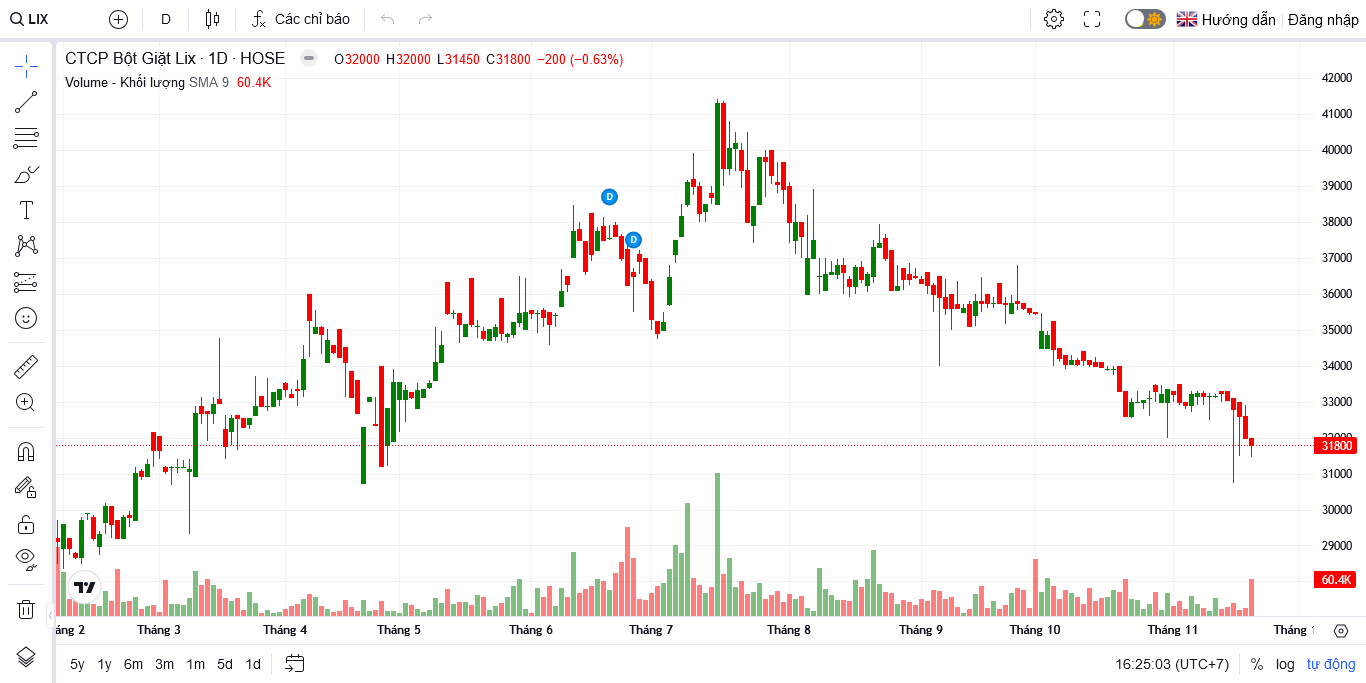 LIX D Các chỉ báo Hướng dẫn Đăng nhập
CTCP Bột Giặt Lix · 1D · HOSE O32000 H32000 L31450 C31800 −200 (−0.63%)
Volume - Khối lượng SMA 9 60.4K
42000
41000
40000
39000
38000
37000
36000
35000
34000
33000
32000
31800
31000
30000
29000
60.4K
D
D
áng 2 Tháng 3 Tháng 4 Tháng 5 Tháng 6 Tháng 7 Tháng 8 Tháng 9 Tháng 10 Tháng 11 Tháng 1
5y 1y 6m 3m 1m 5d 1d 16:25:03 (UTC+7) % log tự động